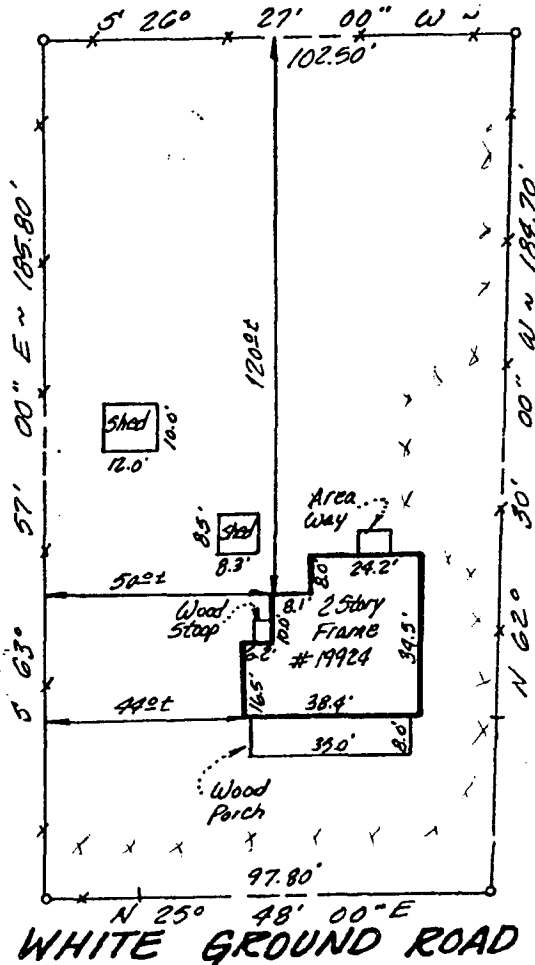 S 26° 27' 00" W ~
102.50'
S 63° 57' 00" E ~ 185.80'
N 62° 30' 00" W ~ 184.70'
120±
Shed
10.0'
12.0'
Area
Way
8.5'
Shed
8.3'
24.2'
8.0'
50±
8.1'
Wood
Stoop
10.0'
2 Story
Frame
# 19924
34.5'
6.2'
16.5'
44±
38.4'
35.0'
8.0'
Wood
Porch
97.80'
N 25° 48' 00" E
WHITE GROUND ROAD